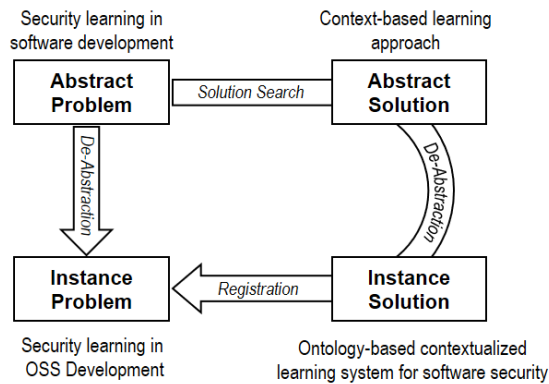 Security learning in
software development
Context-based learning
approach
Abstract
Problem
Solution Search
Abstract
Solution
De-Abstraction
De-Abstraction
Instance
Problem
Registration
Instance
Solution
Security learning in
OSS Development
Ontology-based contextualized
learning system for software security